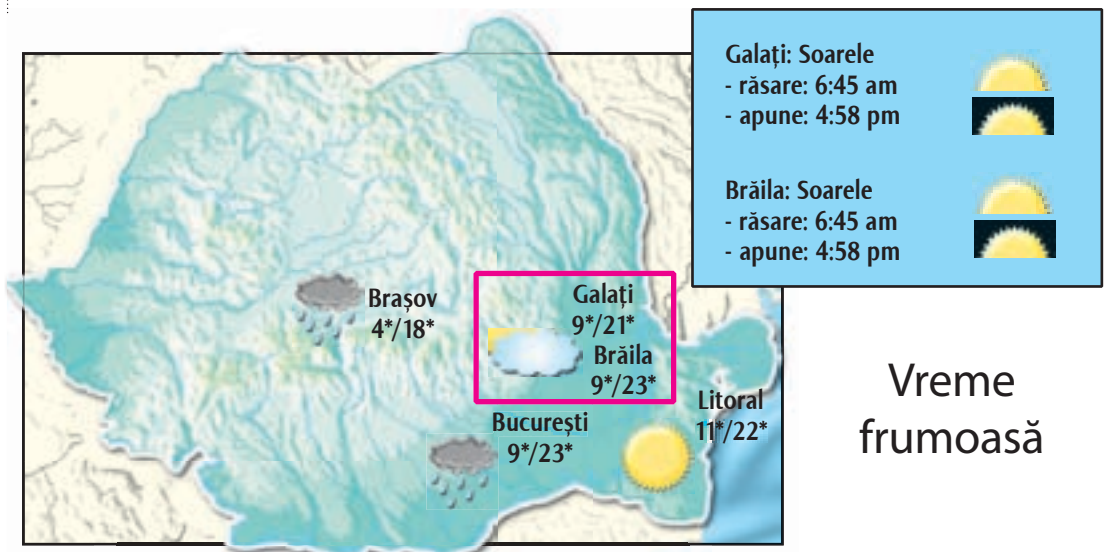 Galați: Soarele
- răsare: 6:45 am
- apune: 4:58 pm
Brăila: Soarele
- răsare: 6:45 am
- apune: 4:58 pm
Brașov
4*/18*
Galați
9*/21*
Brăila
9*/23*
Litoral
11*/22*
București
9*/23*
Vreme
frumoasă